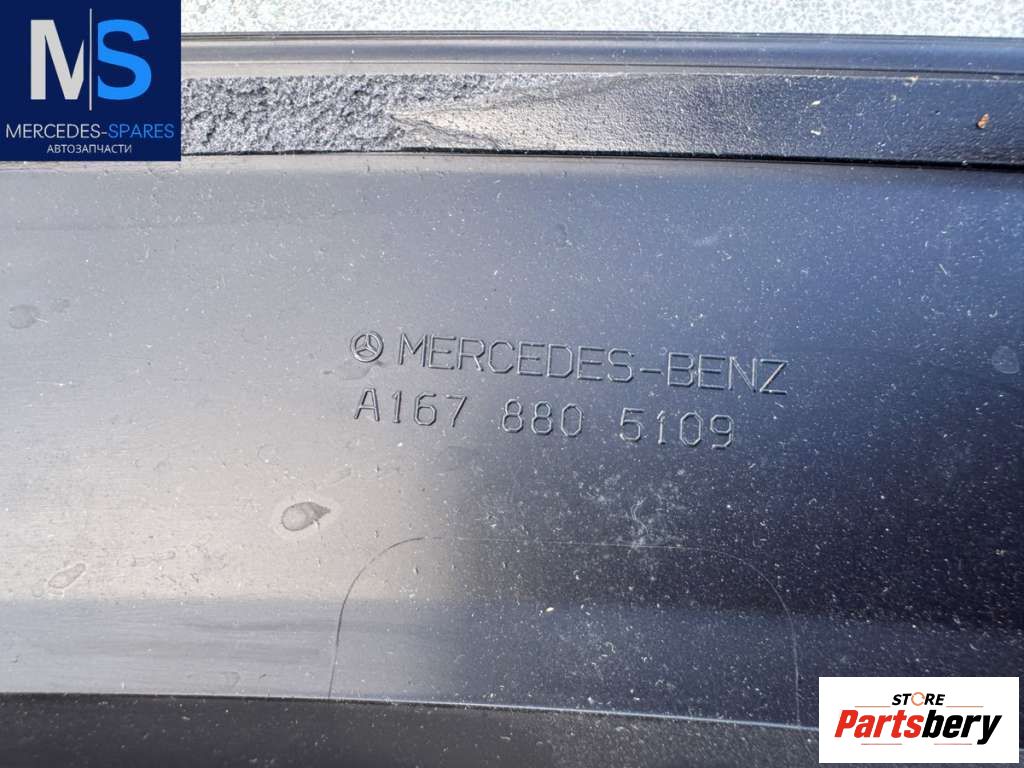 MS
MERCEDES-SPARES
АВТОЗАПЧАСТИ
MERCEDES-BENZ
A167 880 5109
STORE
Partsbery